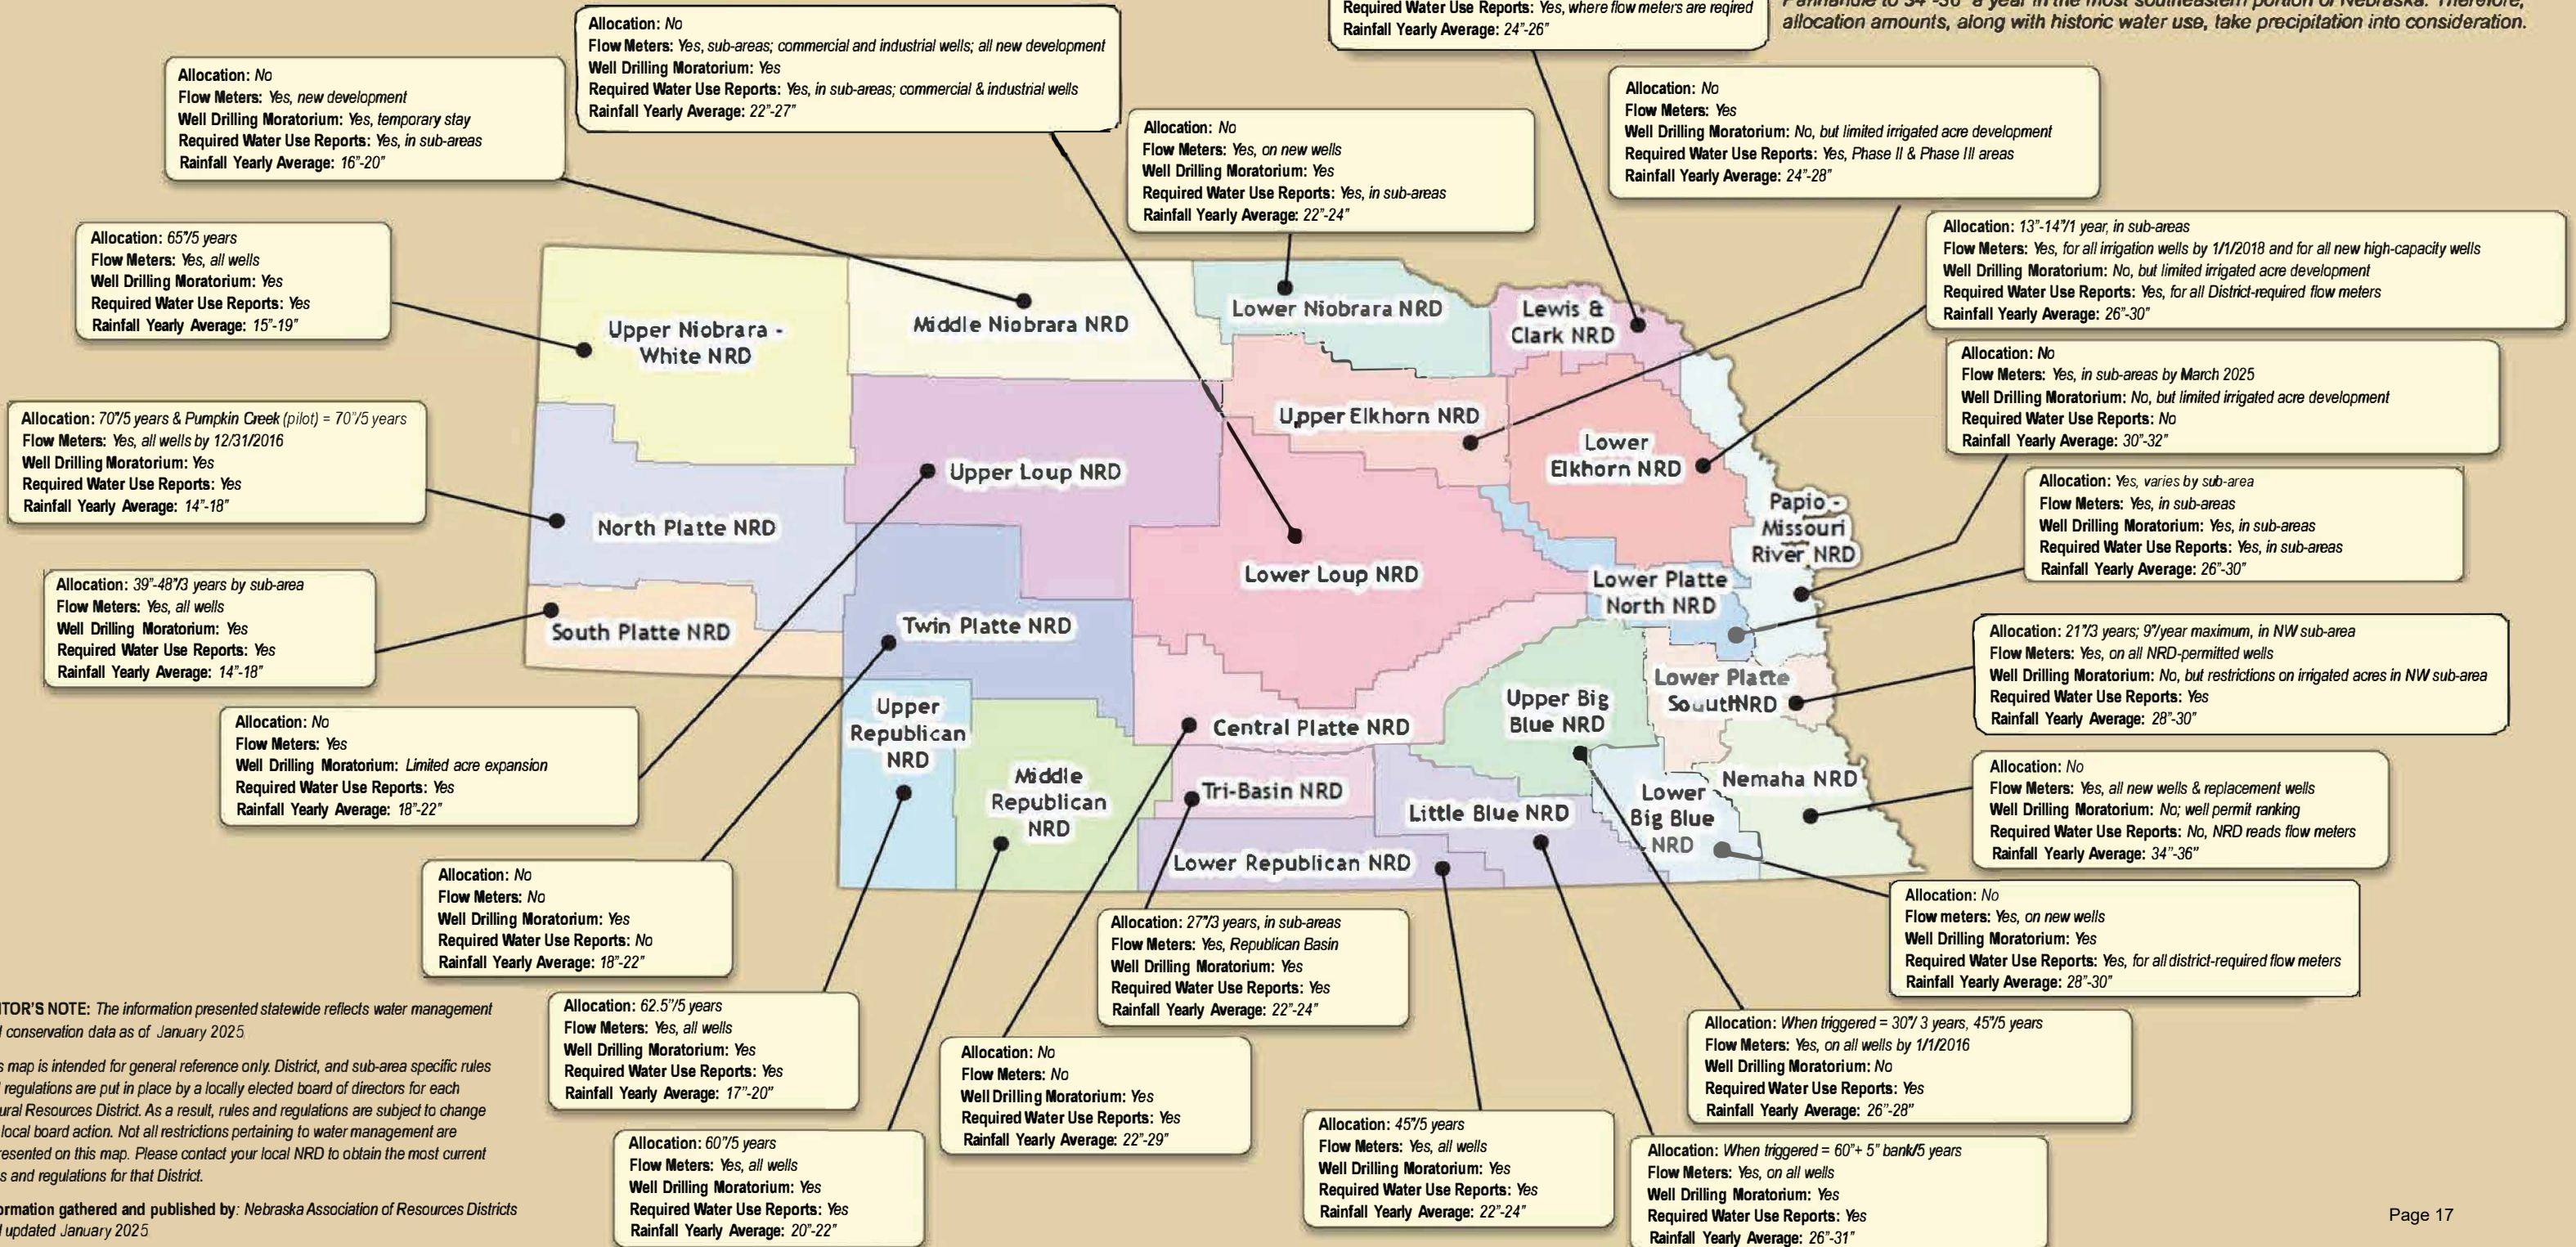 Required Water Use Reports: Yes, where flow meters are reqired
Rainfall Yearly Average: 24”-26”
Panhandle to 34”-36” a year in the most southeastern portion of Nebraska. Therefore,
allocation amounts, along with historic water use, take precipitation into consideration.
Allocation: No
Flow Meters: Yes, sub-areas; commercial and industrial wells; all new development
Well Drilling Moratorium: Yes
Required Water Use Reports: Yes, in sub-areas; commercial & industrial wells
Rainfall Yearly Average: 22”-27”
Allocation: No
Flow Meters: Yes, new development
Well Drilling Moratorium: Yes, temporary stay
Required Water Use Reports: Yes, in sub-areas
Rainfall Yearly Average: 16”-20”
Allocation: No
Flow Meters: Yes, on new wells
Well Drilling Moratorium: Yes
Required Water Use Reports: Yes, in sub-areas
Rainfall Yearly Average: 22”-24”
Allocation: No
Flow Meters: Yes
Well Drilling Moratorium: No, but limited irrigated acre development
Required Water Use Reports: Yes, Phase II & Phase III areas
Rainfall Yearly Average: 24”-28”
Allocation: 65”/5 years
Flow Meters: Yes, all wells
Well Drilling Moratorium: Yes
Required Water Use Reports: Yes
Rainfall Yearly Average: 15”-19”
Allocation: 13”-14”/1 year, in sub-areas
Flow Meters: Yes, for all irrigation wells by 1/1/2018 and for all new high-capacity wells
Well Drilling Moratorium: No, but limited irrigated acre development
Required Water Use Reports: Yes, for all District-required flow meters
Rainfall Yearly Average: 26”-30”
Allocation: No
Flow Meters: Yes, in sub-areas by March 2025
Well Drilling Moratorium: No, but limited irrigated acre development
Required Water Use Reports: No
Rainfall Yearly Average: 30”-32”
Allocation: 70”/5 years & Pumpkin Creek (pilot) = 70”/5 years
Flow Meters: Yes, all wells by 12/31/2016
Well Drilling Moratorium: Yes
Required Water Use Reports: Yes
Rainfall Yearly Average: 14”-18”
Allocation: Yes, varies by sub-area
Flow Meters: Yes, in sub-areas
Well Drilling Moratorium: Yes, in sub-areas
Required Water Use Reports: Yes, in sub-areas
Rainfall Yearly Average: 26”-30”
Allocation: 39”-48”/3 years by sub-area
Flow Meters: Yes, all wells
Well Drilling Moratorium: Yes
Required Water Use Reports: Yes
Rainfall Yearly Average: 14”-18”
Allocation: 21”/3 years; 9”/year maximum, in NW sub-area
Flow Meters: Yes, on all NRD-permitted wells
Well Drilling Moratorium: No, but restrictions on irrigated acres in NW sub-area
Required Water Use Reports: Yes
Rainfall Yearly Average: 28”-30”
Allocation: No
Flow Meters: Yes
Well Drilling Moratorium: Limited acre expansion
Required Water Use Reports: Yes
Rainfall Yearly Average: 18”-22”
Allocation: No
Flow Meters: Yes, all new wells & replacement wells
Well Drilling Moratorium: No; well permit ranking
Required Water Use Reports: No, NRD reads flow meters
Rainfall Yearly Average: 34”-36”
Upper Niobrara -
White NRD
Middle Niobrara NRD
Lower Niobrara NRD
Lewis &
Clark NRD
Upper Elkhorn NRD
Lower
Elkhorn NRD
Upper Loup NRD
North Platte NRD
Papio -
Missouri
River NRD
Lower Loup NRD
Lower Platte
North NRD
South Platte NRD
Twin Platte NRD
Lower Platte
SouuthNRD
Upper
Republican
NRD
Central Platte NRD
Upper Big
Blue NRD
Middle
Republican
NRD
Tri-Basin NRD
Little Blue NRD
Lower
Big Blue
NRD
Nemaha NRD
Lower Republican NRD
Allocation: No
Flow Meters: No
Well Drilling Moratorium: Yes
Required Water Use Reports: No
Rainfall Yearly Average: 18”-22”
Allocation: No
Flow meters: Yes, on new wells
Well Drilling Moratorium: Yes
Required Water Use Reports: Yes, for all district-required flow meters
Rainfall Yearly Average: 28”-30”
Allocation: 27”/3 years, in sub-areas
Flow Meters: Yes, Republican Basin
Well Drilling Moratorium: Yes
Required Water Use Reports: Yes
Rainfall Yearly Average: 22”-24”
Allocation: 62.5”/5 years
Flow Meters: Yes, all wells
Well Drilling Moratorium: Yes
Required Water Use Reports: Yes
Rainfall Yearly Average: 17”-20”
Allocation: No
Flow Meters: No
Well Drilling Moratorium: Yes
Required Water Use Reports: Yes
Rainfall Yearly Average: 22”-29”
Allocation: When triggered = 30”/ 3 years, 45”/5 years
Flow Meters: Yes, on all wells by 1/1/2016
Well Drilling Moratorium: No
Required Water Use Reports: Yes
Rainfall Yearly Average: 26”-28”
Allocation: 60”/5 years
Flow Meters: Yes, all wells
Well Drilling Moratorium: Yes
Required Water Use Reports: Yes
Rainfall Yearly Average: 20”-22”
Allocation: 45”/5 years
Flow Meters: Yes, all wells
Well Drilling Moratorium: Yes
Required Water Use Reports: Yes
Rainfall Yearly Average: 22”-24”
Allocation: When triggered = 60”+ 5” bank/5 years
Flow Meters: Yes, on all wells
Well Drilling Moratorium: Yes
Required Water Use Reports: Yes
Rainfall Yearly Average: 26”-31”
TOR’S NOTE: The information presented statewide reflects water management
conservation data as of January 2025
map is intended for general reference only. District, and sub-area specific rules
regulations are put in place by a locally elected board of directors for each
ural Resources District. As a result, rules and regulations are subject to change
local board action. Not all restrictions pertaining to water management are
resented on this map. Please contact your local NRD to obtain the most current
s and regulations for that District.
ormation gathered and published by: Nebraska Association of Resources Districts
updated January 2025
Page 17